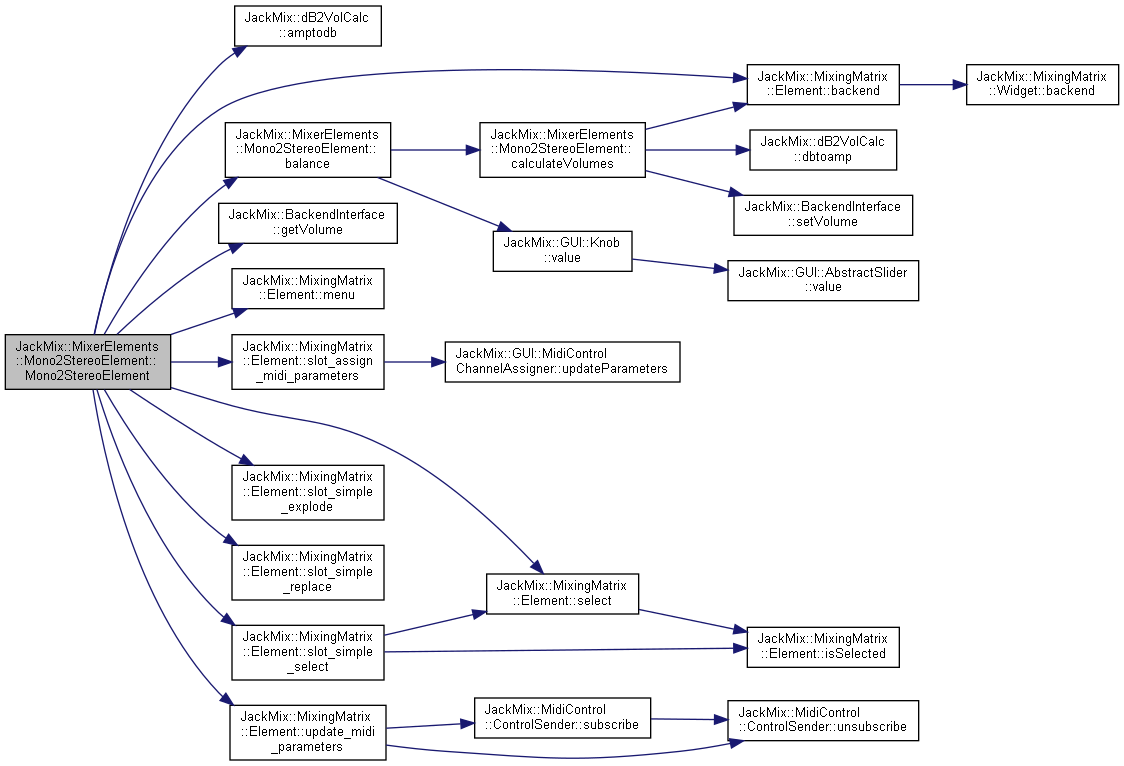 JackMix::dB2VolCalc
::amptodb
JackMix::MixingMatrix
::Element::backend
JackMix::MixingMatrix
::Widget::backend
JackMix::MixerElements
::Mono2StereoElement::
balance
JackMix::MixerElements
::Mono2StereoElement::
calculateVolumes
JackMix::dB2VolCalc
::dbtoamp
JackMix::BackendInterface
::setVolume
JackMix::BackendInterface
::getVolume
JackMix::GUI::Knob
::value
JackMix::GUI::AbstractSlider
::value
JackMix::MixingMatrix
::Element::menu
JackMix::MixerElements
::Mono2StereoElement::
Mono2StereoElement
JackMix::MixingMatrix
::Element::slot_assign
_midi_parameters
JackMix::GUI::MidiControl
ChannelAssigner::updateParameters
JackMix::MixingMatrix
::Element::slot_simple
_explode
JackMix::MixingMatrix
::Element::slot_simple
_replace
JackMix::MixingMatrix
::Element::select
JackMix::MixingMatrix
::Element::slot_simple
_select
JackMix::MixingMatrix
::Element::isSelected
JackMix::MixingMatrix
::Element::update_midi
_parameters
JackMix::MidiControl
::ControlSender::subscribe
JackMix::MidiControl
::ControlSender::unsubscribe